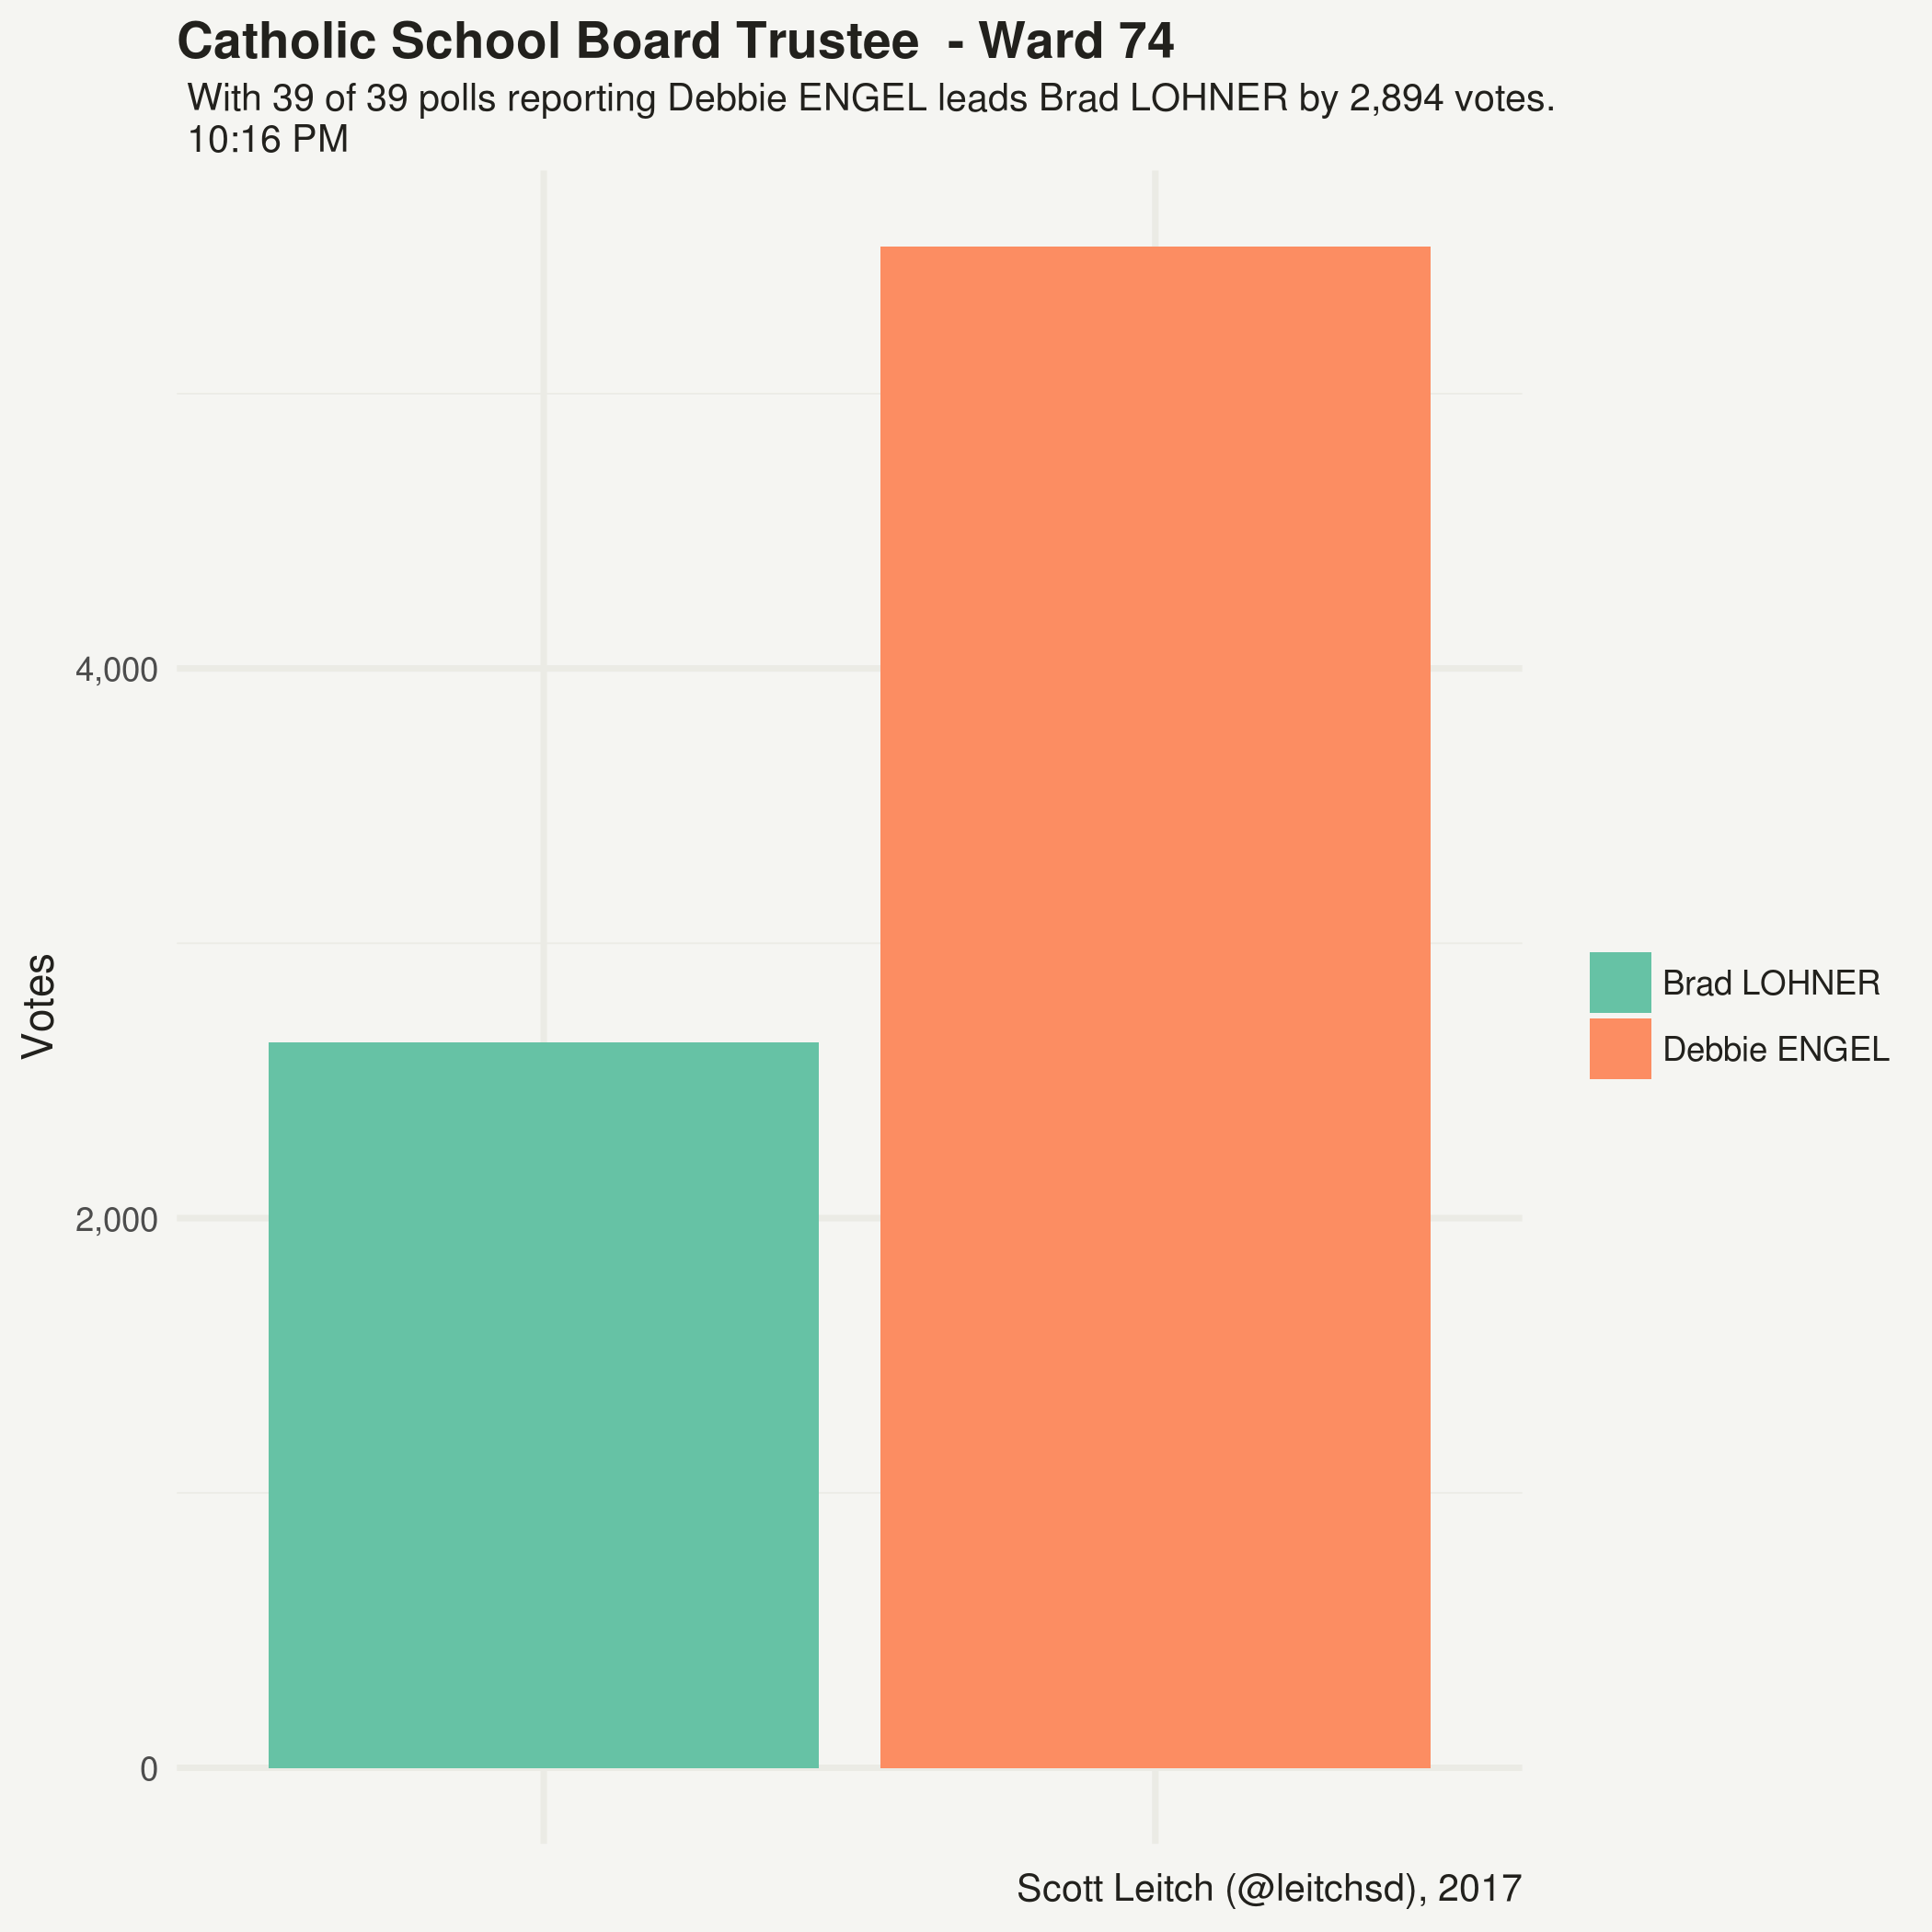 Catholic School Board Trustee  - Ward 74
With 39 of 39 polls reporting Debbie ENGEL leads Brad LOHNER by 2,894 votes.
10:16 PM
4,000
2,000
0
Votes
Brad LOHNER
Debbie ENGEL
Scott Leitch (@leitchsd), 2017